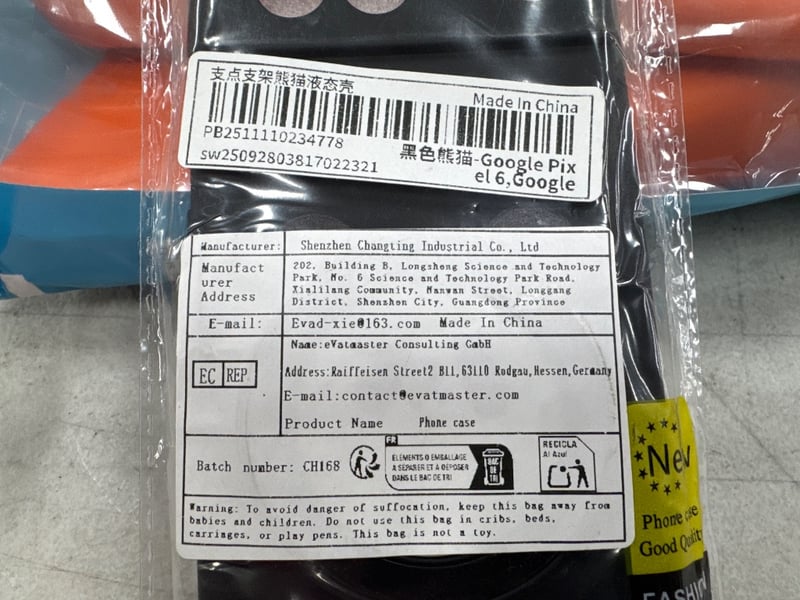 支点支架熊猫液态壳
Made In China
PB2511110234778
sw25092803817022321
黑色熊猫-Google Pix
el 6,Google
Manufacturer: Shenzhen Changting Industrial Co., Ltd
Manufact
urer
Address
202, Building B, Longsheng Science and Technology
Park, No. 6 Science and Technology Park Road,
Xialilang Community, Nanwan Street, Longgang
District, Shenzhen City, Guangdong Province
E-mail: Evad-xie@163.com Made In China
EC REP
Name:eVatmaster Consulting GmbH
Address:Raiffeisen Street2 B11,63110 Rodgau,Hessen,Germany
E-mail:contact@evatmaster.com
Product Name Phone case
Batch number: CH168
FR
ÉLÉMENTS D'EMBALLAGE
À SÉPARER ET À DÉPOSER
DANS LE BAC DE TRI
BAC
DE
TRI
RECICLA
Al Azul
Warning: To avoid danger of suffocation, keep this bag away from
babies and children. Do not use this bag in cribs, beds,
carriages, or play pens. This bag is not a toy.
New
Phone case
Good Quality
FASHION